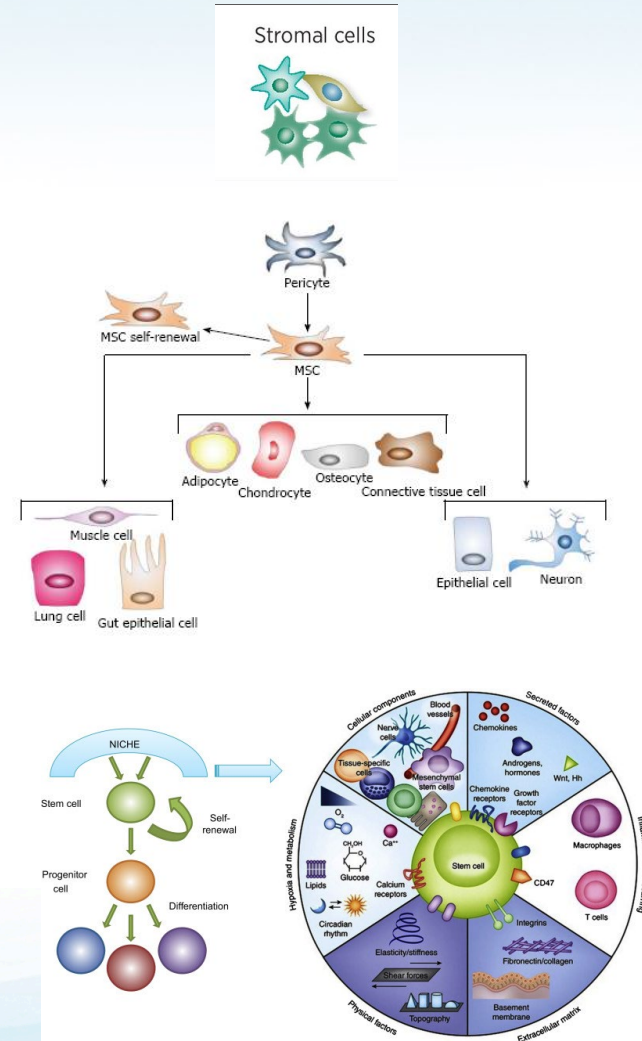 Stromal cells
Pericyte
MSC self-renewal
MSC
Adipocyte
Chondrocyte
Osteocyte
Connective tissue cell
Muscle cell
Lung cell
Gut epithelial cell
Epithelial cell
Neuron
NICHE
Stem cell
Self-
renewal
Progenitor
cell
Differentiation
Cellular components
Blood
vessels
Nerve
cells
Tissue-specific
cells
Mesenchymal
stem cells
Secreted factors
Chemokines
Androgens,
hormones
Wnt, Hh
Chemokine
receptors
Growth
factor
receptors
Hypoxia and metabolism
O₂
Ca⁺⁺
CH₂OH
Glucose
Lipids
Calcium
receptors
Circadian
rhythm
Stem cell
Macrophages
CD47
T cells
Physical factors
Elasticity/stiffness
Shear forces
Topography
Extracellular matrix
Integrins
Fibronectin/collagen
Basement
membrane